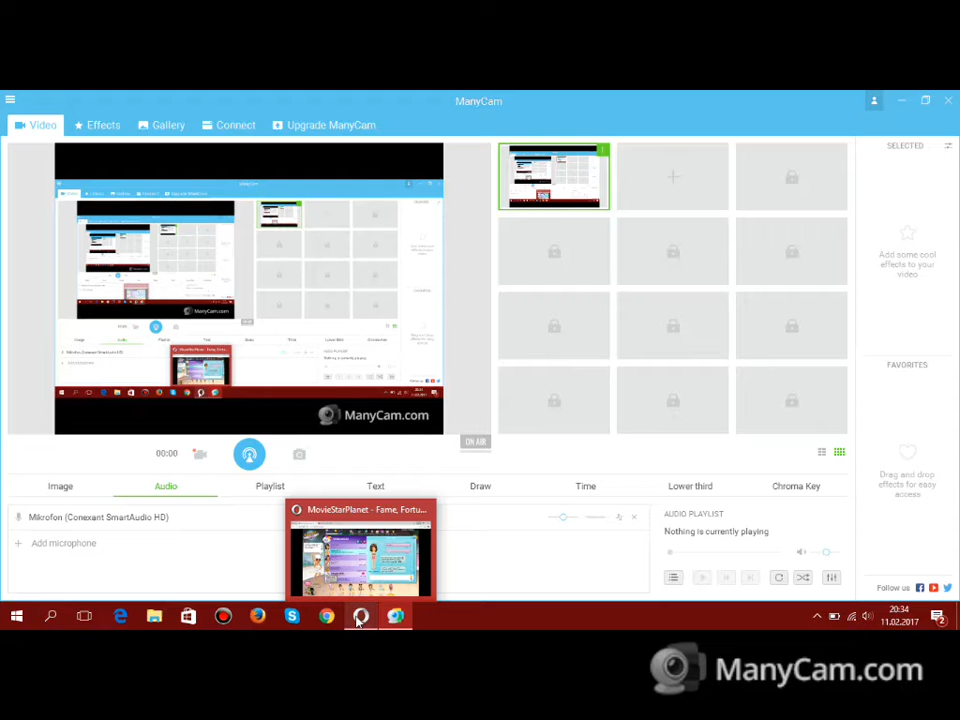 ManyCam
Video
Effects
Gallery
Connect
Upgrade ManyCam
SELECTED
Add some cool
effects to your
video
ManyCam.com
ON AIR
FAVORITES
Drag and drop
effects for easy
access
00:00
Image
Audio
Playlist
Text
Draw
Time
Lower third
Chroma Key
Mikrofon (Conexant SmartAudio HD)
Add microphone
MovieStarPlanet - Fame, Fortu...
AUDIO PLAYLIST
Nothing is currently playing
Follow us
20:34
11.02.2017
2
ManyCam.com